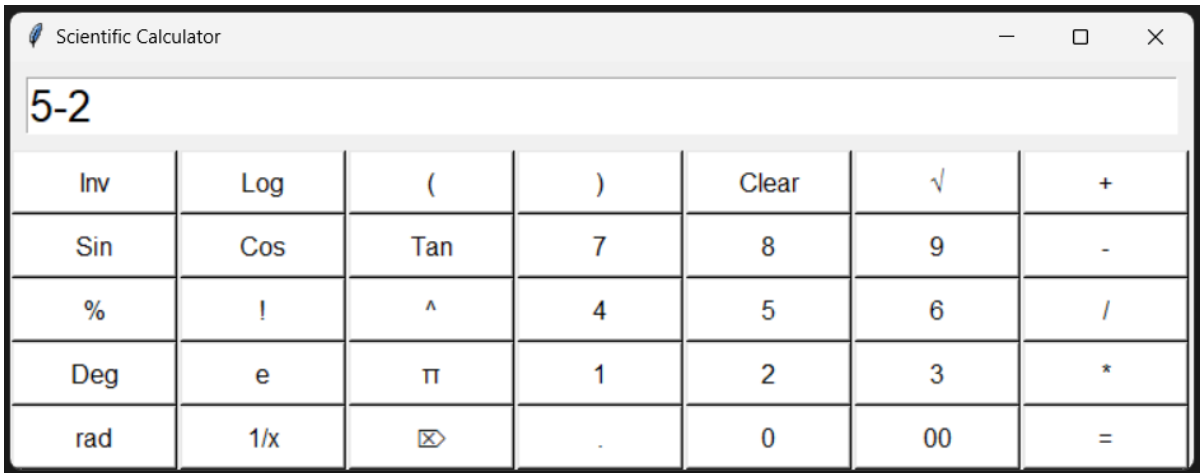 Scientific Calculator
5-2
Inv Log ( ) Clear √ +
Sin Cos Tan 7 8 9 -
% ! ^ 4 5 6 /
Deg e π 1 2 3 *
rad 1/x ⌦ . 0 00 =